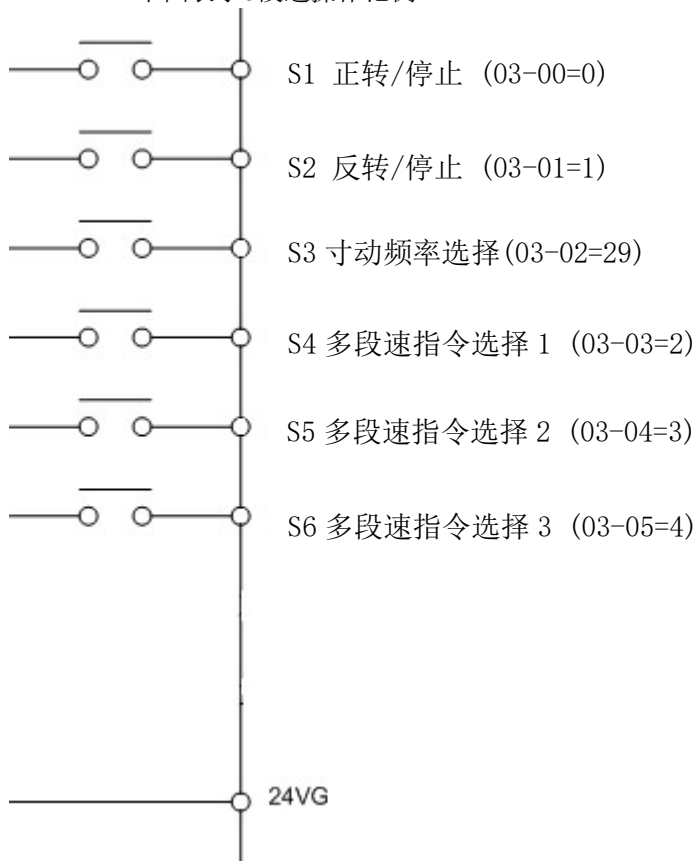 S1 正转/停止 (03-00=0)
S2 反转/停止 (03-01=1)
S3 寸动频率选择(03-02=29)
S4 多段速指令选择 1 (03-03=2)
S5 多段速指令选择 2 (03-04=3)
S6 多段速指令选择 3 (03-05=4)
24VG